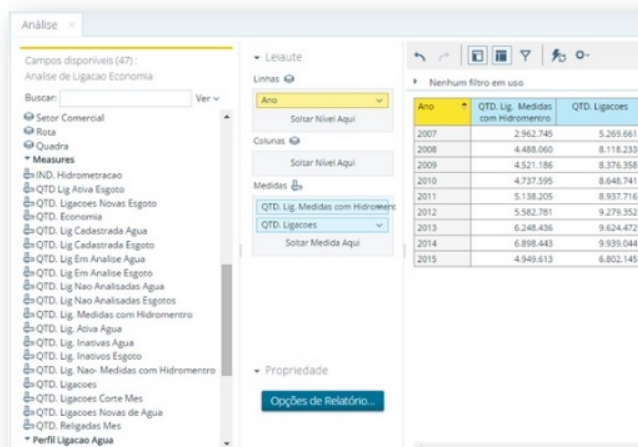 Análise
Campos disponíveis (47) :
Analise de Ligacao Economia
Buscar:
Ver
Setor Comercial
Rota
Quadra
Measures
IND. Hidrometracao
QTD Lig Ativa Esgoto
QTD. Ligacoes Novas Esgoto
QTD. Economia
QTD. Lig Cadastrada Agua
QTD. Lig Cadastrada Esgoto
QTD. Lig Em Analise Agua
QTD. Lig Em Analise Esgoto
QTD. Lig Nao Analisadas Agua
QTD. Lig Nao Analisadas Esgotos
QTD. Lig. Medidas com Hidromentro
QTD. Lig. Ativa Agua
QTD. Lig. Inativas Agua
QTD. Lig. Inativos Esgoto
QTD. Lig. Nao- Medidas com Hidromentro
QTD. Ligacoes
QTD. Ligacoes Corte Mes
QTD. Ligacoes Novas de Agua
QTD. Religadas Mes
Perfil Ligacao Agua
Leiaute
Linhas
Ano
Soltar Nível Aqui
Colunas
Soltar Nível Aqui
Medidas
QTD. Lig. Medidas com Hidroment
QTD. Ligacoes
Soltar Medida Aqui
Propriedade
Opções de Relatório...
Nenhum filtro em uso
Ano QTD. Lig. Medidas com Hidromentro QTD. Ligacoes
2007 2.962.745 5.269.661
2008 4.488.060 8.118.233
2009 4.521.186 8.376.358
2010 4.737.595 8.648.741
2011 5.138.205 8.937.716
2012 5.582.781 9.279.352
2013 6.248.436 9.624.472
2014 6.898.443 9.939.044
2015 4.949.613 6.802.145